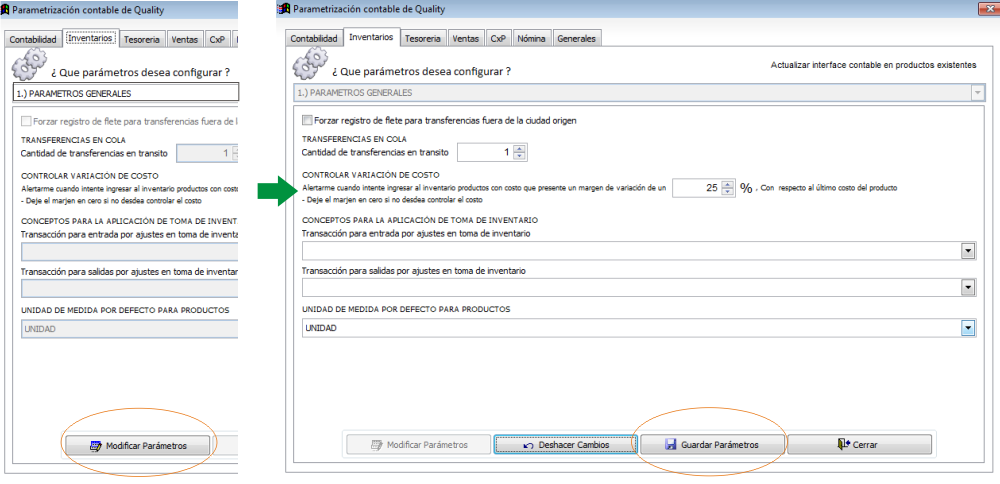 Parametrización contable de Quality
Contabilidad Inventarios Tesoreria Ventas CxP
¿ Que parámetros desea configurar ?
1.) PARAMETROS GENERALES
Forzar registro de flete para transferencias fuera de l
TRANSFERENCIAS EN COLA
Cantidad de transferencias en transito 1
CONTROLAR VARIACIÓN DE COSTO
Alertarme cuando intente ingresar al inventario productos con costo
- Deje el marjen en cero si no desdea controlar el costo
CONCEPTOS PARA LA APLICACIÓN DE TOMA DE INVENT
Transacción para entrada por ajustes en toma de inventa
Transacción para salidas por ajustes en toma de inventar
UNIDAD DE MEDIDA POR DEFECTO PARA PRODUCTOS
UNIDAD
Modificar Parámetros
Parametrización contable de Quality
Contabilidad Inventarios Tesoreria Ventas CxP Nómina Generales
¿ Que parámetros desea configurar ?
Actualizar interface contable en productos existentes
1.) PARAMETROS GENERALES
Forzar registro de flete para transferencias fuera de la ciudad origen
TRANSFERENCIAS EN COLA
Cantidad de transferencias en transito 1
CONTROLAR VARIACIÓN DE COSTO
Alertarme cuando intente ingresar al inventario productos con costo que presente un margen de variación de un 25 % . Con respecto al último costo del producto
- Deje el marjen en cero si no desdea controlar el costo
CONCEPTOS PARA LA APLICACIÓN DE TOMA DE INVENTARIO
Transacción para entrada por ajustes en toma de inventario
Transacción para salidas por ajustes en toma de inventario
UNIDAD DE MEDIDA POR DEFECTO PARA PRODUCTOS
UNIDAD
Modificar Parámetros Deshacer Cambios Guardar Parámetros Cerrar